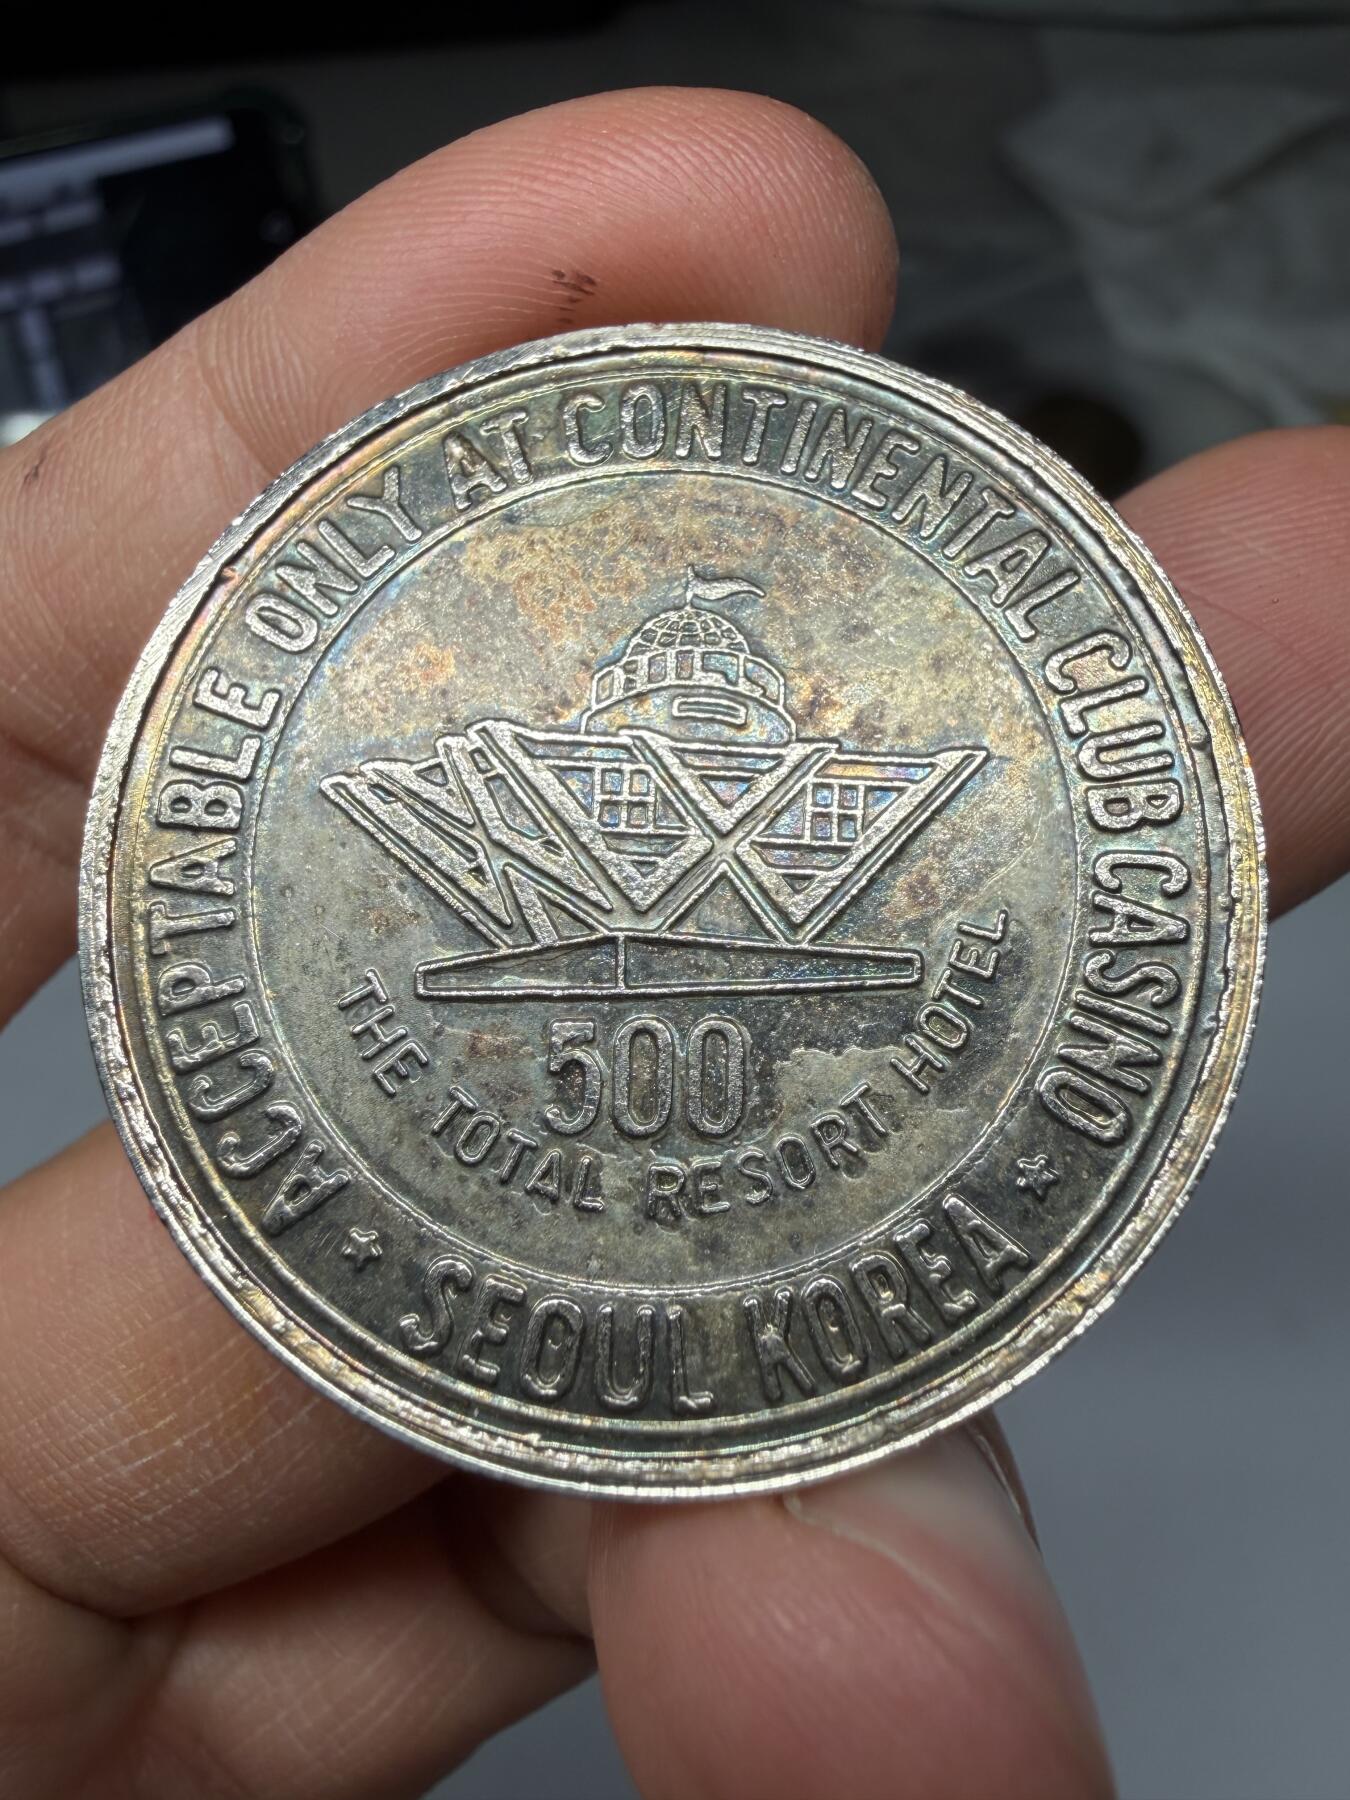 ACCEPTABLE ONLY AT CONTINENTAL CLUB CASINO
500
THE TOTAL RESORT HOTEL
★ SEOUL KOREA ★